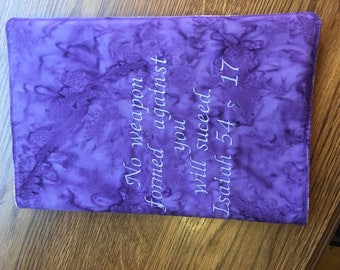 No weapon
formed against
you
will suceed.
Isaiah 54 : 17